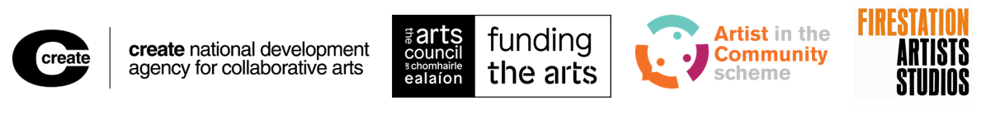 create
create national development
agency for collaborative arts
the arts
council
an chomhairle
ealaíon
funding
the arts
Artist in the
Community
scheme
FIRESTATION
ARTISTS
STUDIOS